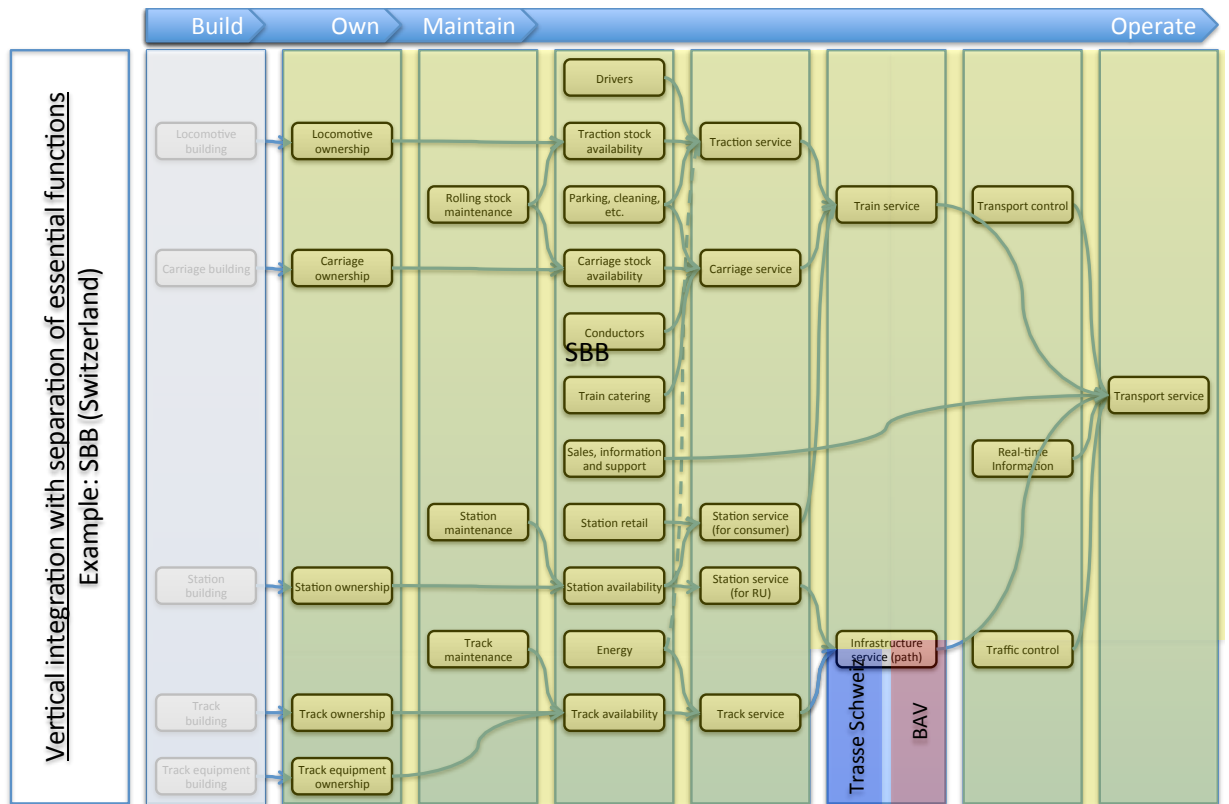 Build
Own
Maintain
Operate
Vertical integration with separation of essential functions
Example: SBB (Switzerland)
Drivers
Locomotive
building
Locomotive
ownership
Traction stock
availability
Traction service
Rolling stock
maintenance
Parking, cleaning,
etc.
Train service
Transport control
Carriage building
Carriage
ownership
Carriage stock
availability
Carriage service
Conductors
SBB
Train catering
Transport service
Sales, information
and support
Real-time
Information
Station
maintenance
Station retail
Station service
(for consumer)
Station
building
Station ownership
Station availability
Station service
(for RU)
Track
maintenance
Energy
Infrastructure
service (path)
Traffic control
Trasse Schweiz
BAV
Track
building
Track ownership
Track availability
Track service
Track equipment
building
Track equipment
ownership